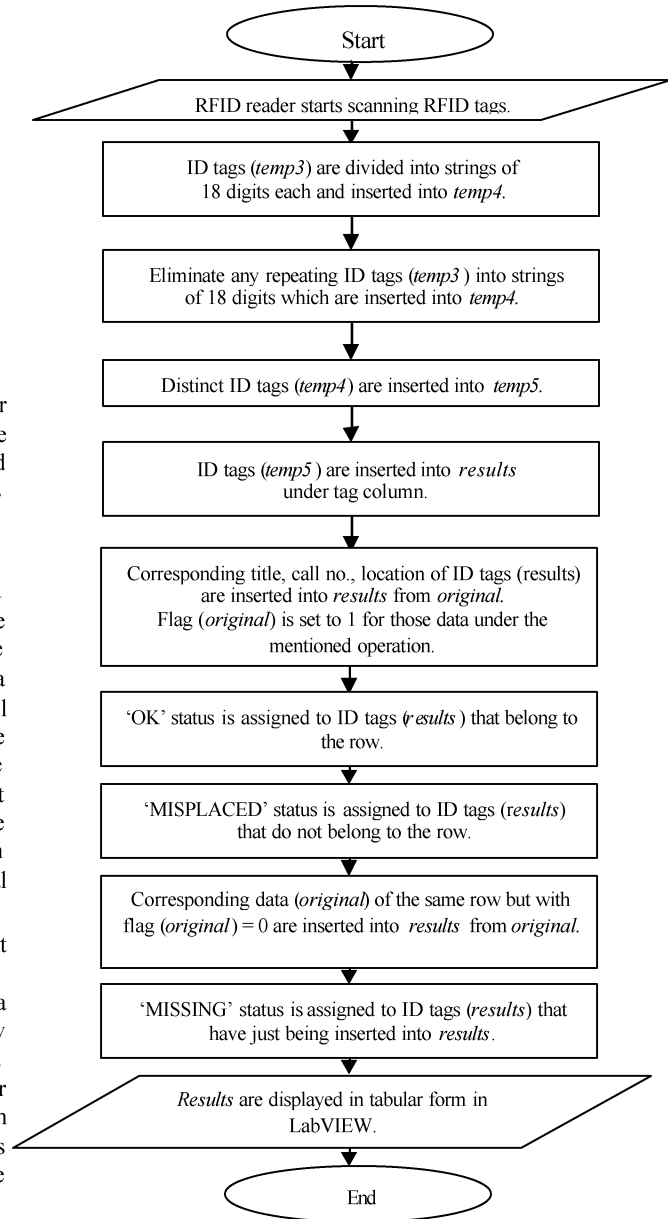 Start
RFID reader starts scanning RFID tags.
ID tags (temp3) are divided into strings of
18 digits each and inserted into temp4.
Eliminate any repeating ID tags (temp3) into strings
of 18 digits which are inserted into temp4.
Distinct ID tags (temp4) are inserted into temp5.
ID tags (temp5) are inserted into results
under tag column.
Corresponding title, call no., location of ID tags (results)
are inserted into results from original.
Flag (original) is set to 1 for those data under the
mentioned operation.
‘OK’ status is assigned to ID tags (results) that belong to
the row.
‘MISPLACED’ status is assigned to ID tags (results)
that do not belong to the row.
Corresponding data (original) of the same row but with
flag (original) = 0 are inserted into results from original.
‘MISSING’ status is assigned to ID tags (results) that
have just being inserted into results.
Results are displayed in tabular form in
LabVIEW.
End